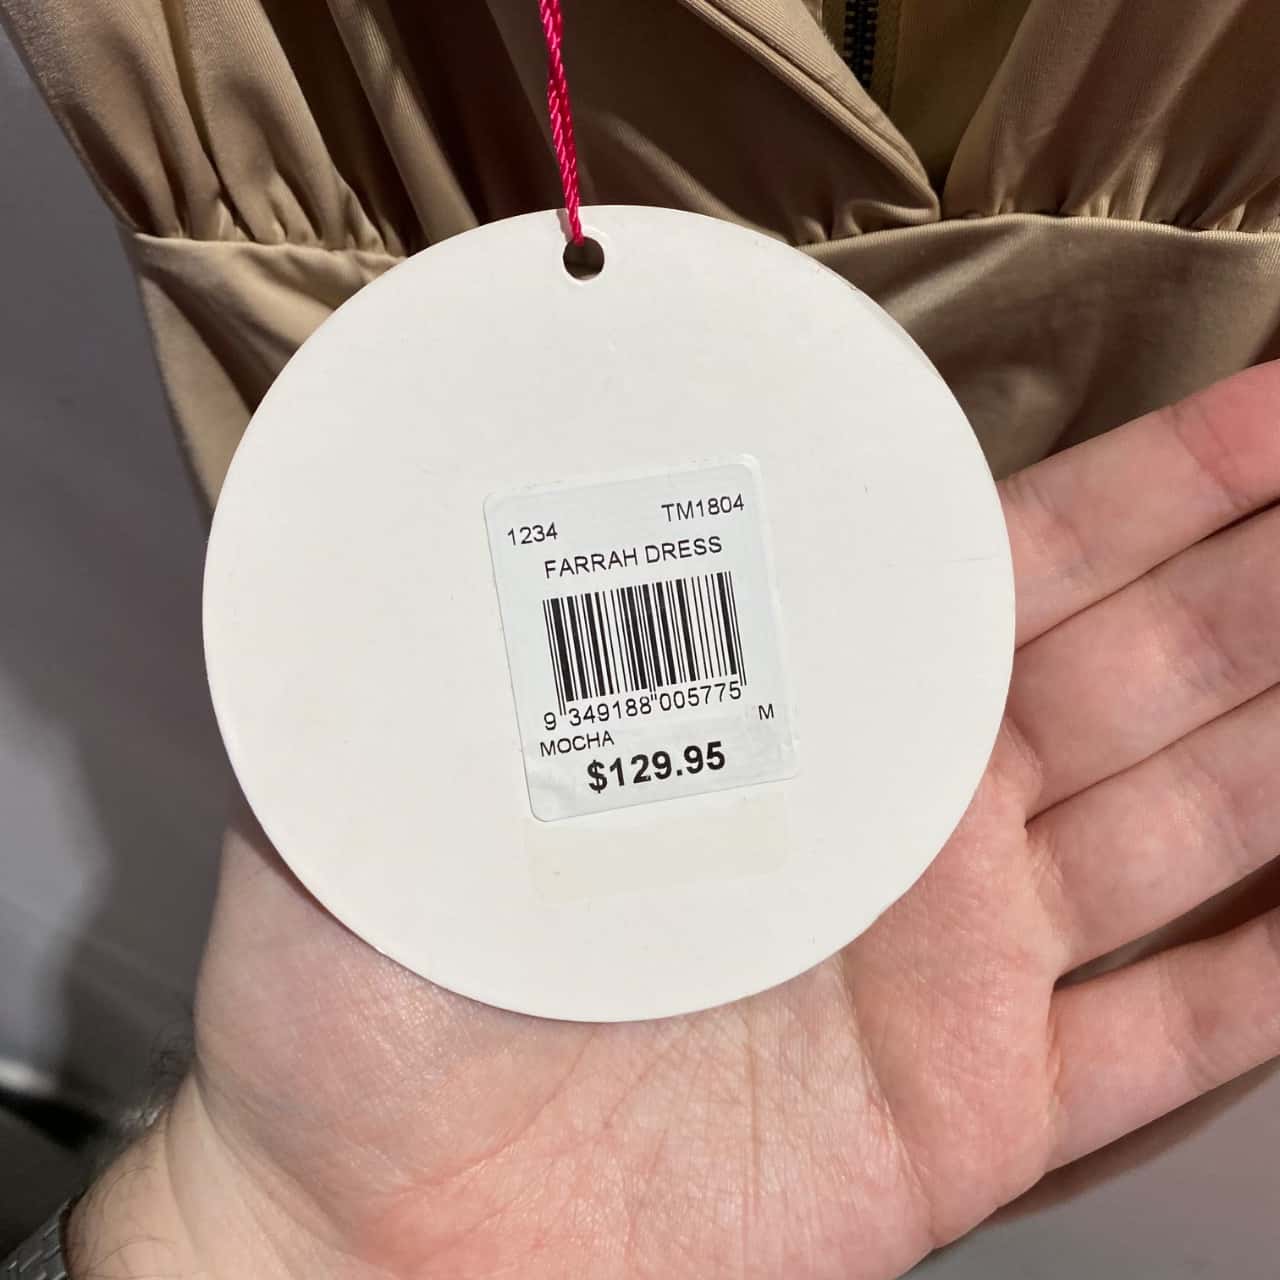 1234 TM1804
FARRAH DRESS
9 349188 005775
MOCHA M
$129.95